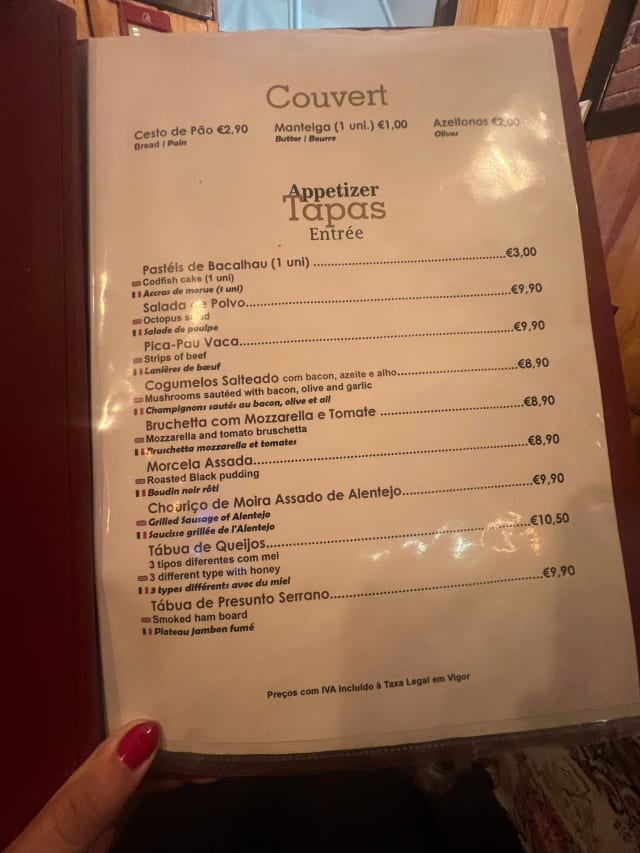 Couvert
Cesto de Pão €2,90 Manteiga (1 uni.) €1,00 Azeitonas €2,00
Bread / Pain Butter / Beurre Oliver
Appetizer
Tapas
Entrée
Pastéis de Bacalhau (1 uni) ................................................€3,00
Codfish cake (1 uni)
Accras de morue (1 uni)
Salada de Polvo................................................................€9,90
Octopus salad
Salade de poulpe
Pica-Pau Vaca..................................................................€9,90
Strips of beef
Lanières de bœuf
Cogumelos Salteado com bacon, azeite e alho..............................€8,90
Mushrooms sautéed with bacon, olive and garlic
Champignons sautés au bacon, olive et ail
Bruchetta com Mozzarella e Tomate ....................................€8,90
Mozzarella and tomato bruschetta
Bruschetta mozzarella et tomates
Morcela Assada.................................................................€8,90
Roasted Black pudding
Boudin noir rôti
Chouriço de Moira Assado de Alentejo................................€9,90
Grilled Sausage of Alentejo
Saucisse grillée de l'Alentejo
Tábua de Queijos..............................................................€10,50
3 tipos diferentes com mel
3 different type with honey
3 types différents avec du miel
Tábua de Presunto Serrano................................................€9,90
Smoked ham board
Plateau jambon fumé
Preços com IVA Incluido à Taxa Legal em Vigor